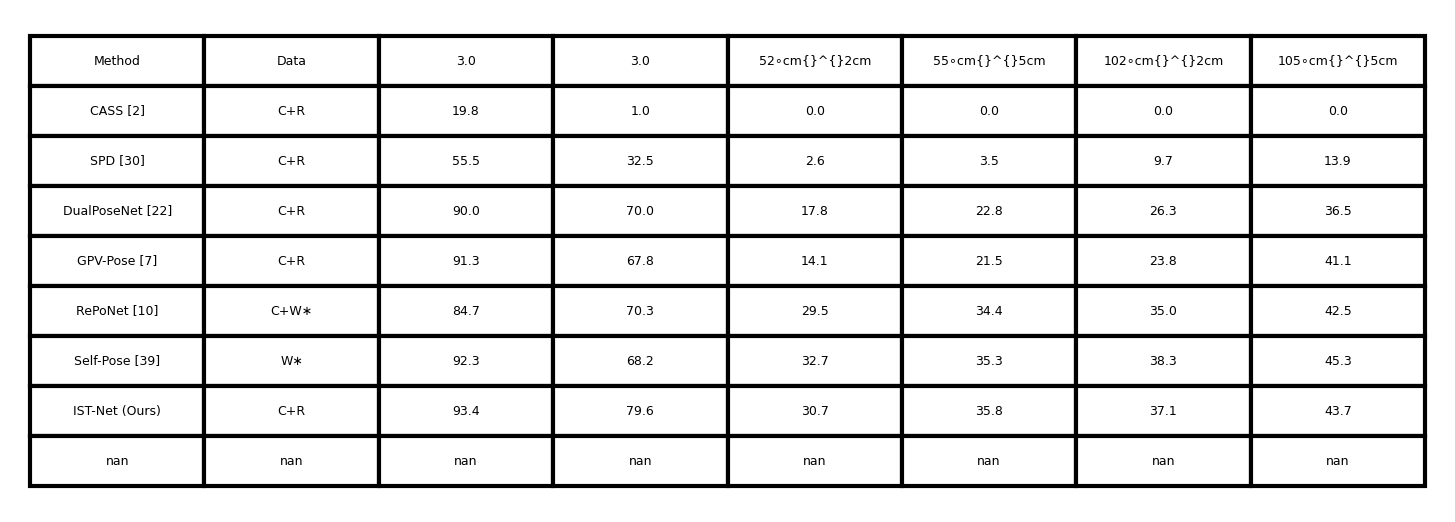 Method Data 3.0 3.0 52∘cm{}^{}2cm 55∘cm{}^{}5cm 102∘cm{}^{}2cm 105∘cm{}^{}5cm
CASS [2] C+R 19.8 1.0 0.0 0.0 0.0 0.0
SPD [30] C+R 55.5 32.5 2.6 3.5 9.7 13.9
DualPoseNet [22] C+R 90.0 70.0 17.8 22.8 26.3 36.5
GPV-Pose [7] C+R 91.3 67.8 14.1 21.5 23.8 41.1
RePoNet [10] C+W∗ 84.7 70.3 29.5 34.4 35.0 42.5
Self-Pose [39] W∗ 92.3 68.2 32.7 35.3 38.3 45.3
IST-Net (Ours) C+R 93.4 79.6 30.7 35.8 37.1 43.7
nan nan nan nan nan nan nan nan